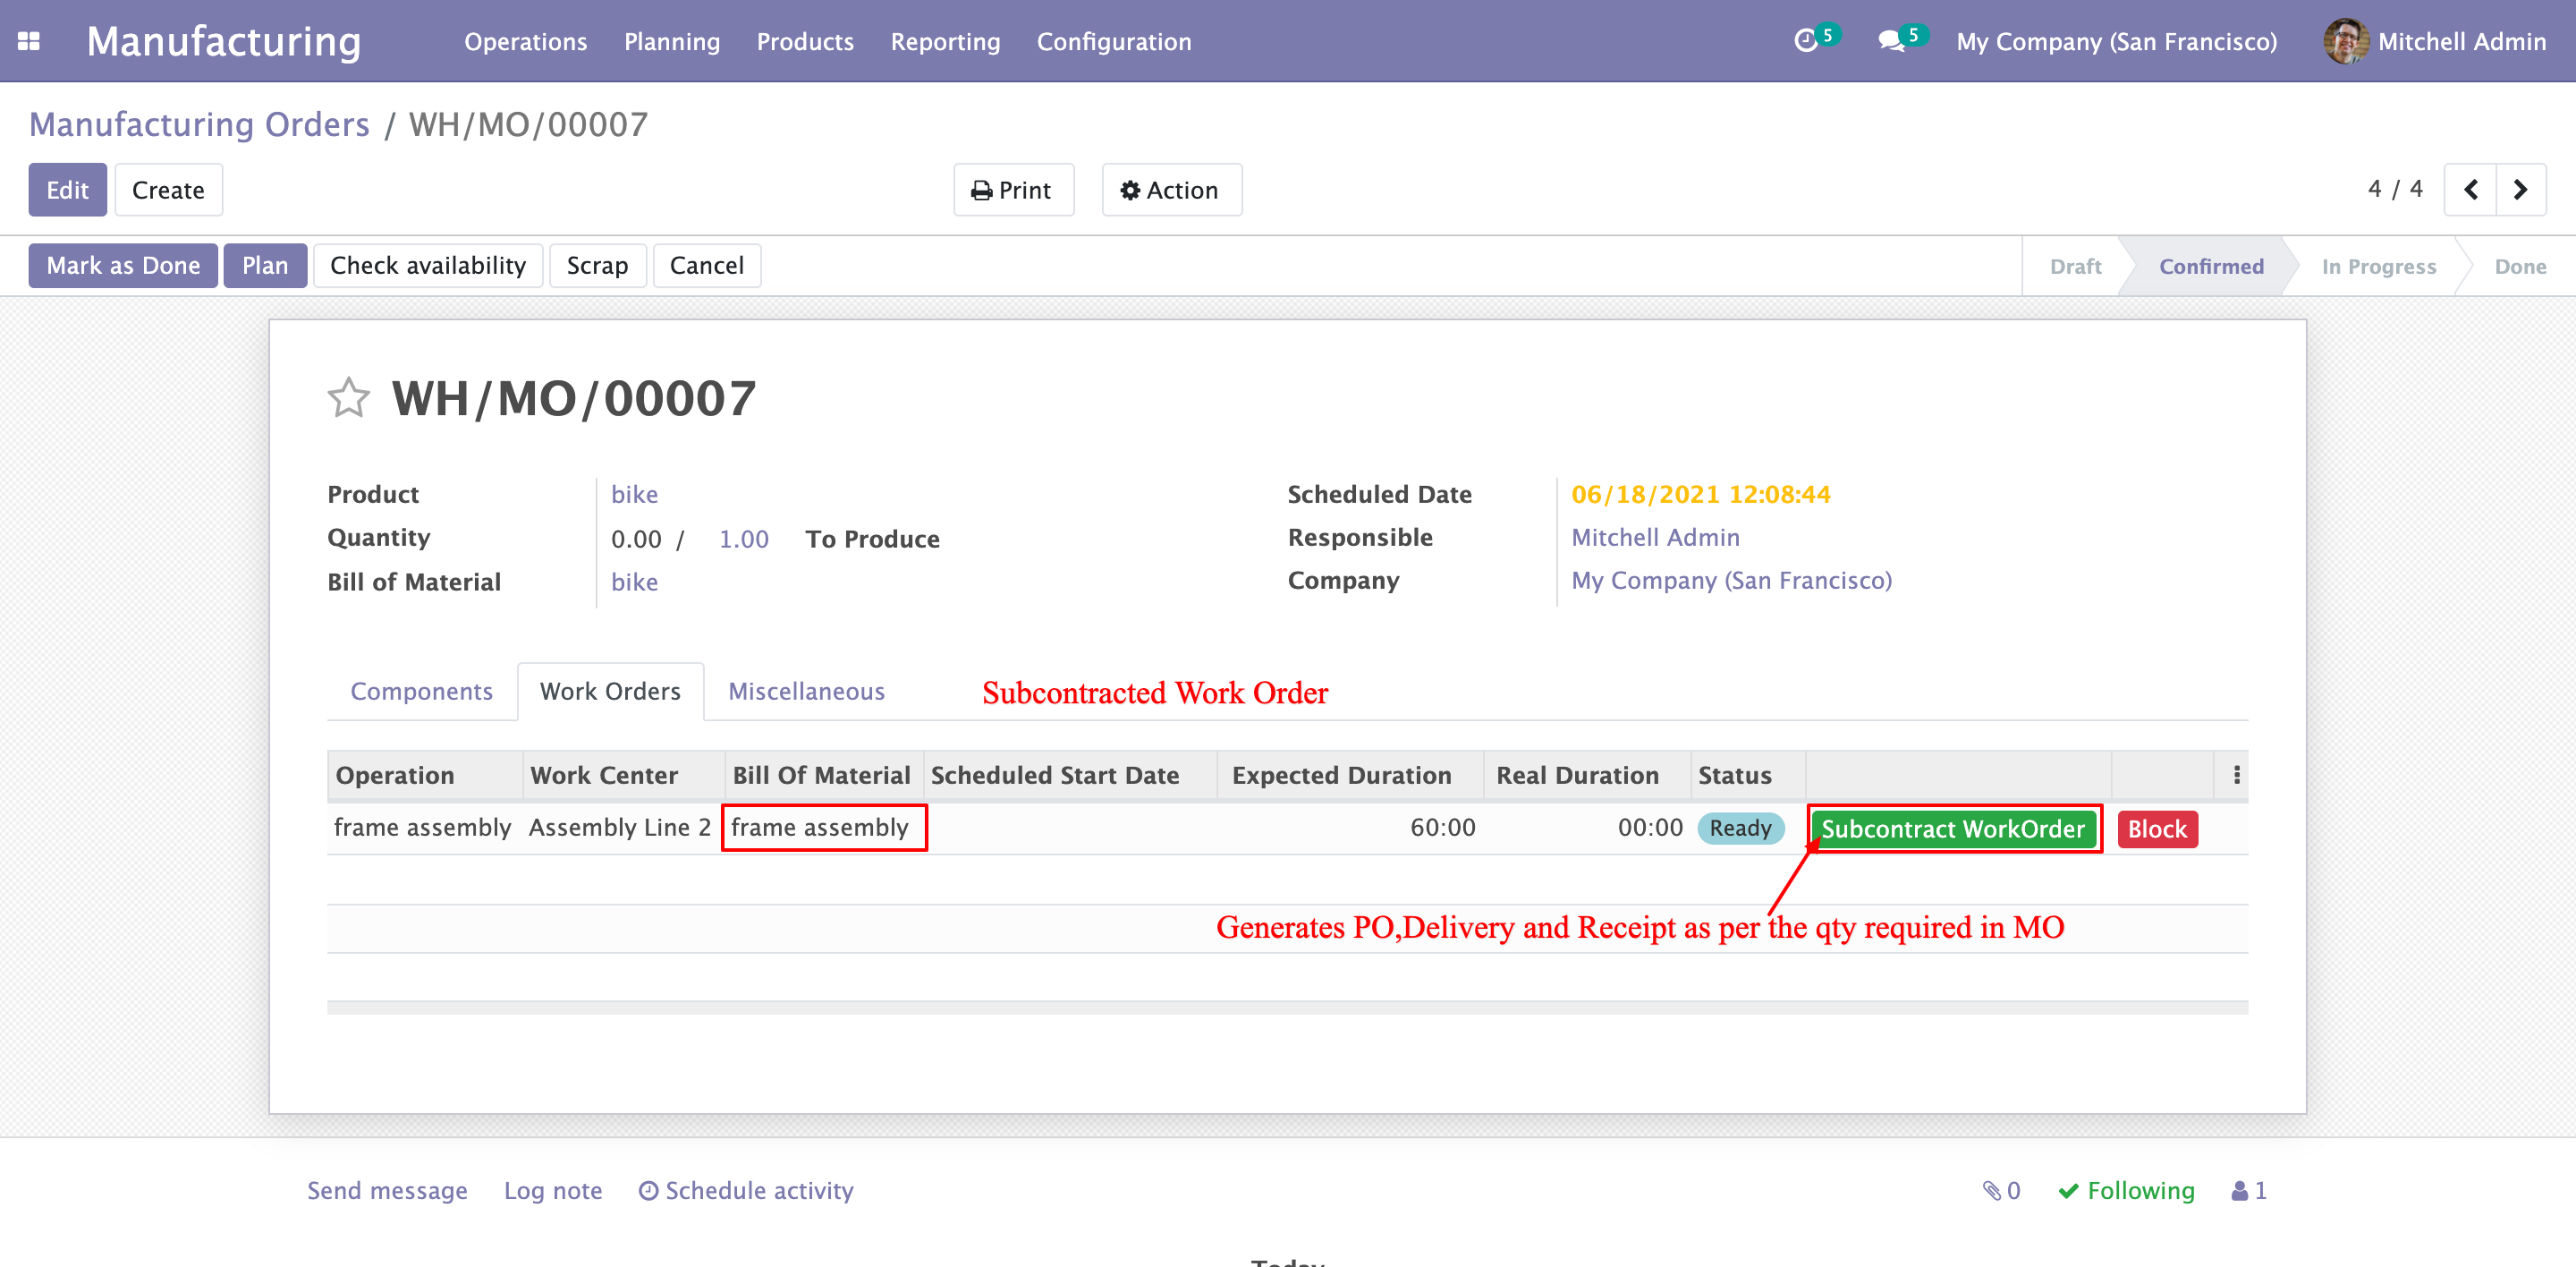 Manufacturing Operations Planning Products Reporting Configuration 5 5 My Company (San Francisco) Mitchell Admin
Manufacturing Orders / WH/MO/00007
Edit Create Print Action 4 / 4
Mark as Done Plan Check availability Scrap Cancel Draft Confirmed In Progress Done
WH/MO/00007
Product bike Scheduled Date 06/18/2021 12:08:44
Quantity 0.00 / 1.00 To Produce Responsible Mitchell Admin
Bill of Material bike Company My Company (San Francisco)
Components Work Orders Miscellaneous Subcontracted Work Order
Operation Work Center Bill Of Material Scheduled Start Date Expected Duration Real Duration Status
frame assembly Assembly Line 2 frame assembly 60:00 00:00 Ready Subcontract WorkOrder Block
Generates PO,Delivery and Receipt as per the qty required in MO
Send message Log note Schedule activity 0 Following 1
Today